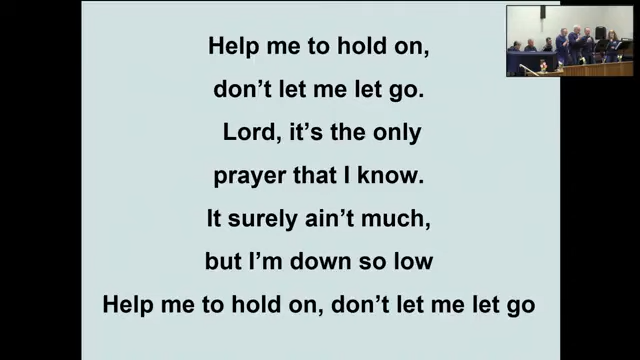 Help me to hold on,
don’t let me let go.
Lord, it’s the only
prayer that I know.
It surely ain’t much,
but I’m down so low
Help me to hold on, don’t let me let go